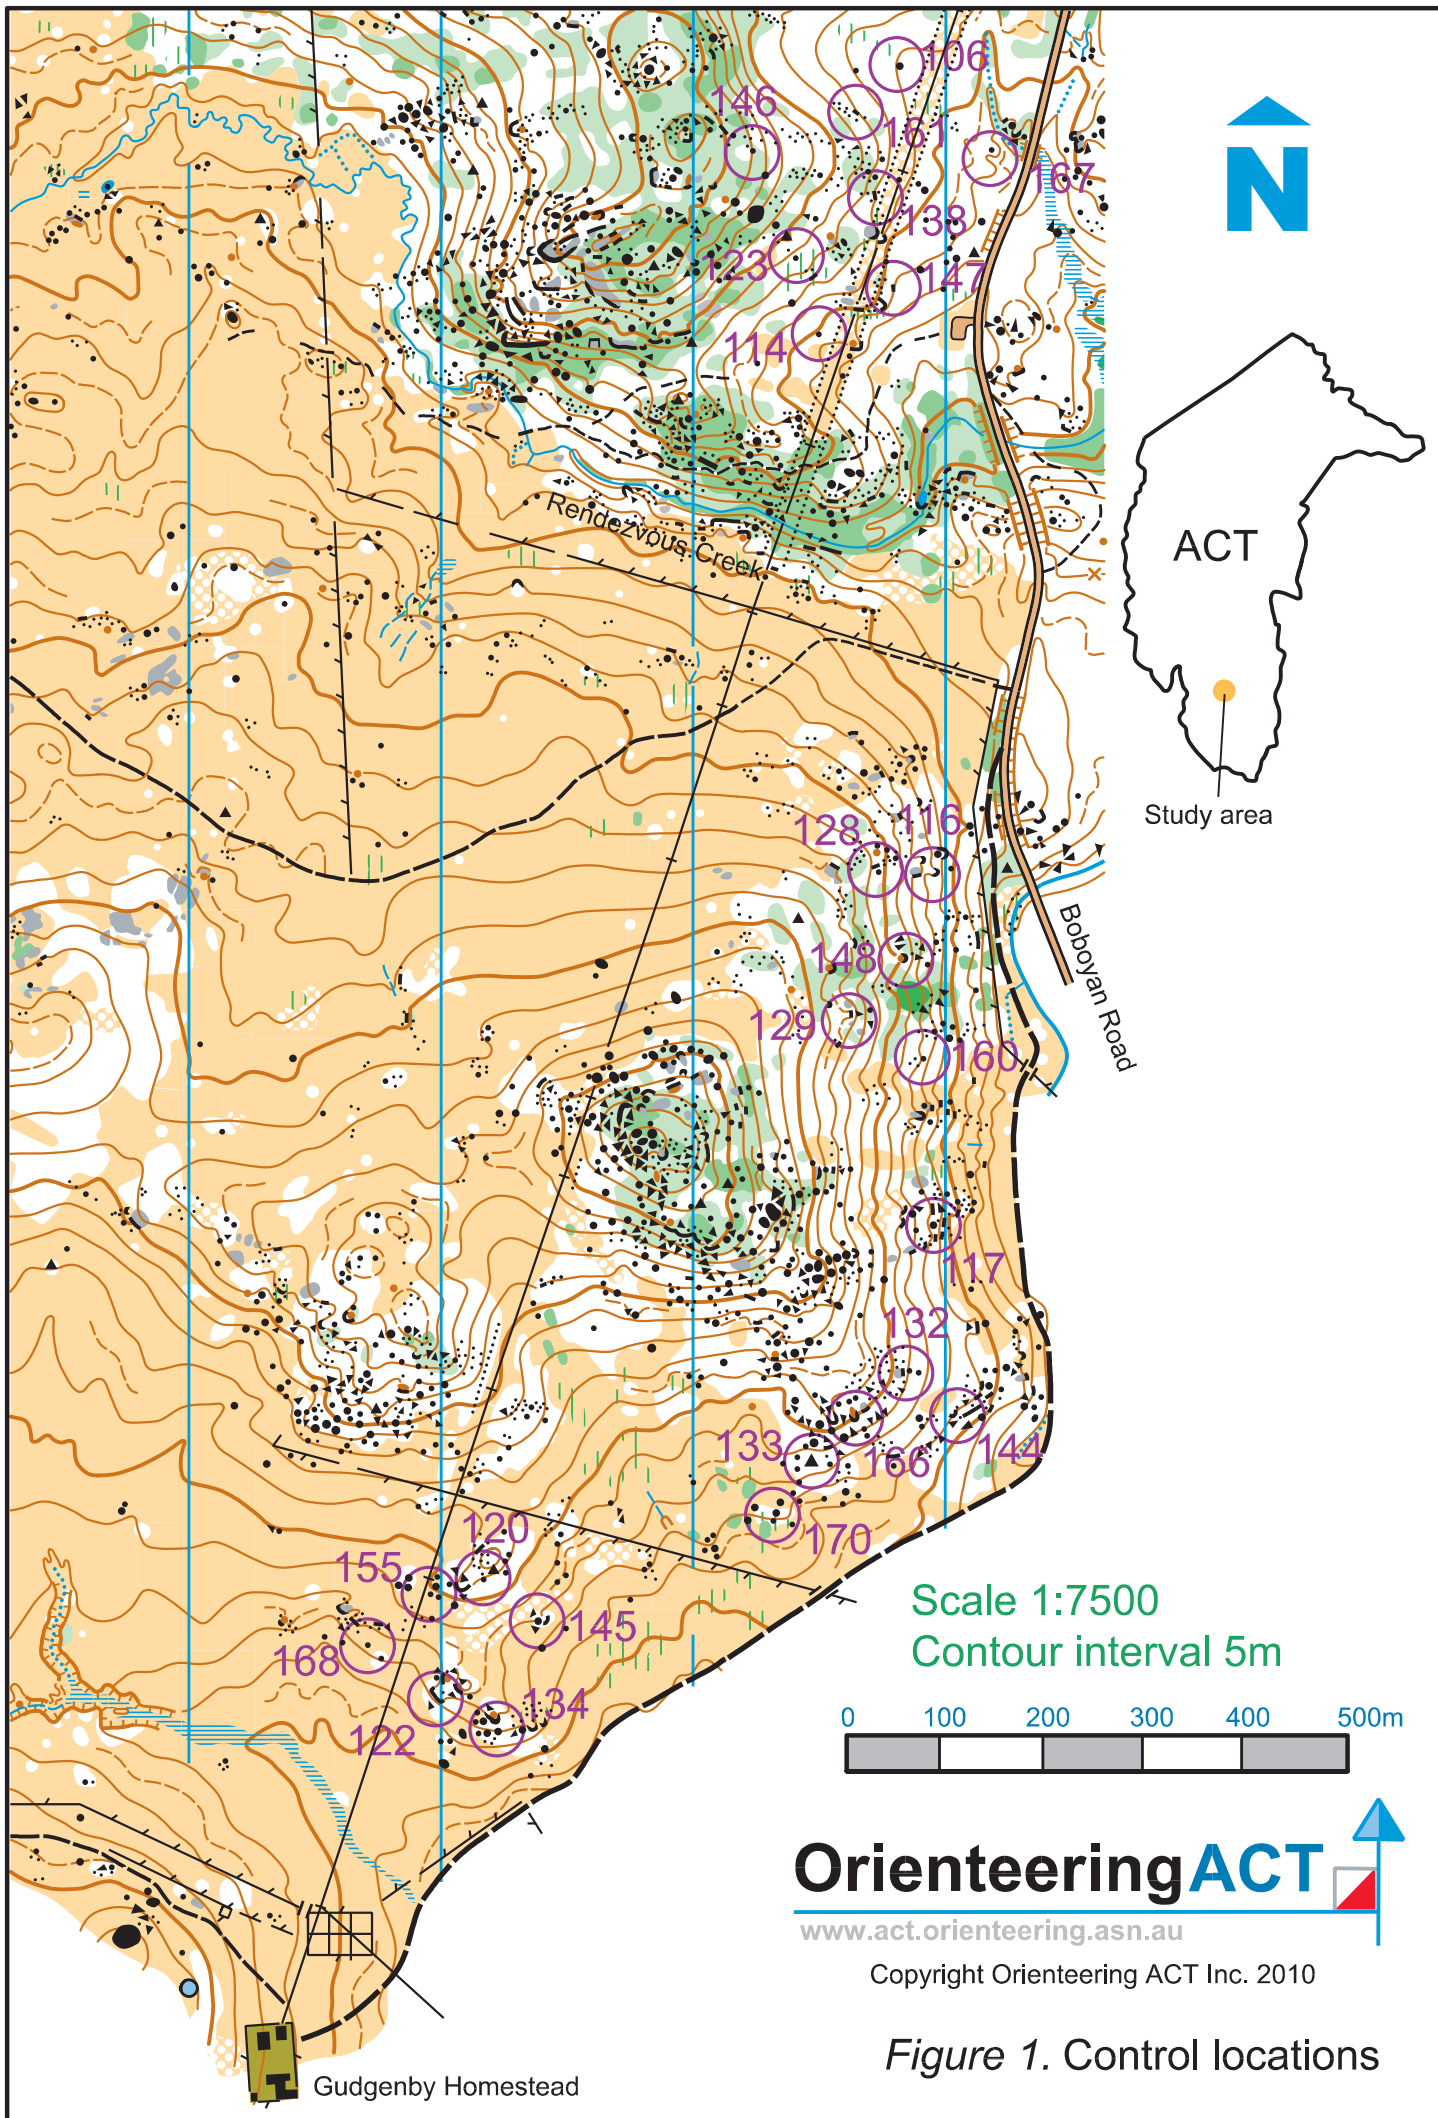 106
146
161
167
138
123
147
114
Rendezvous Creek
ACT
Study area
128
116
148
129
160
Boboyan Road
117
132
133
166
144
170
120
155
145
168
134
122
Scale 1:7500
Contour interval 5m
0 100 200 300 400 500m
OrienteeringACT
www.act.orienteering.asn.au
Copyright Orienteering ACT Inc. 2010
Figure 1. Control locations
Gudgenby Homestead
N